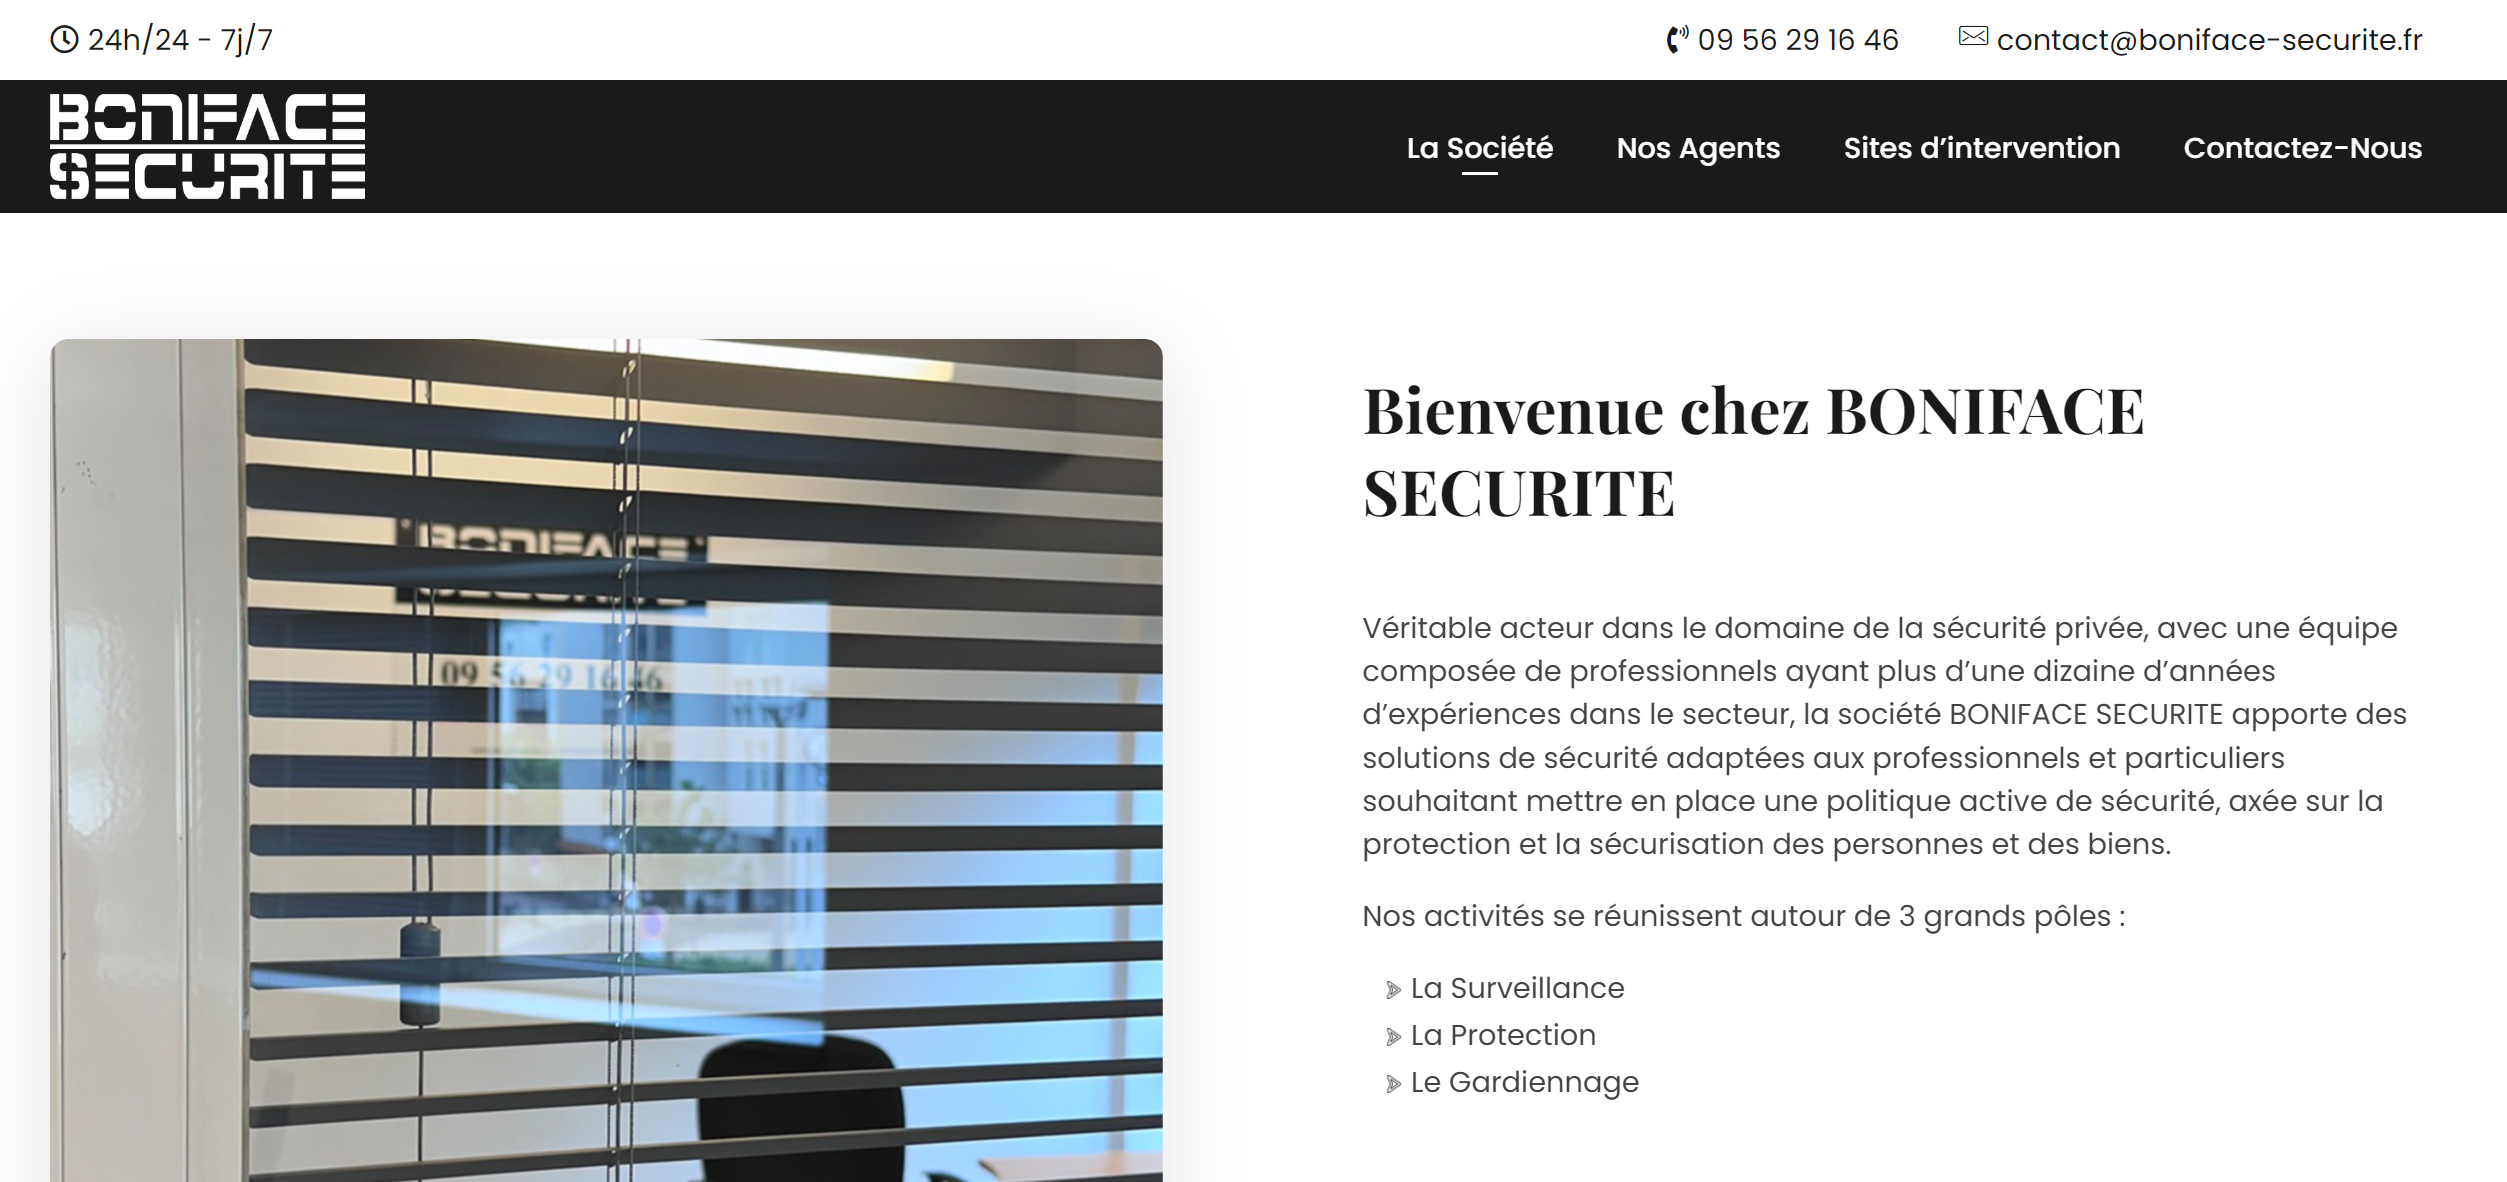 24h/24 - 7j/7
09 56 29 16 46
contact@boniface-securite.fr
BONIFACE
SECURITE
La Société
Nos Agents
Sites d’intervention
Contactez-Nous
BONIFACE
SECURITE
09 56 29 16 46
Bienvenue chez BONIFACE
SECURITE
Véritable acteur dans le domaine de la sécurité privée, avec une équipe
composée de professionnels ayant plus d’une dizaine d’années
d’expériences dans le secteur, la société BONIFACE SECURITE apporte des
solutions de sécurité adaptées aux professionnels et particuliers
souhaitant mettre en place une politique active de sécurité, axée sur la
protection et la sécurisation des personnes et des biens.
Nos activités se réunissent autour de 3 grands pôles :
La Surveillance
La Protection
Le Gardiennage